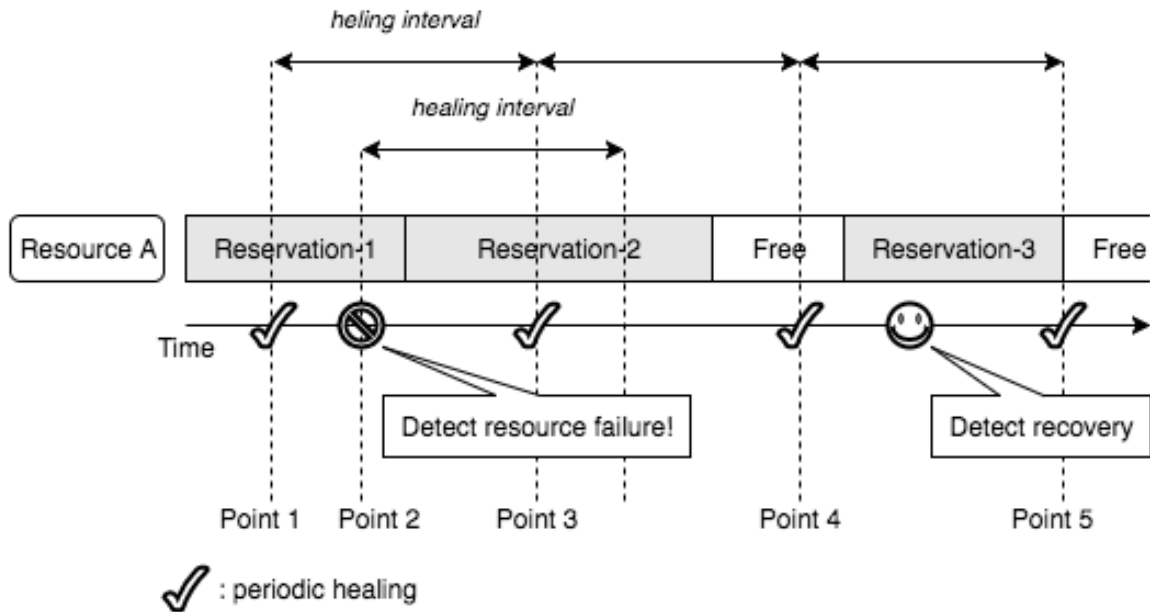 heling interval
healing interval
Resource A
Reservation-1
Reservation-2
Free
Reservation-3
Free
Time
Detect resource failure!
Detect recovery
Point 1
Point 2
Point 3
Point 4
Point 5
: periodic healing